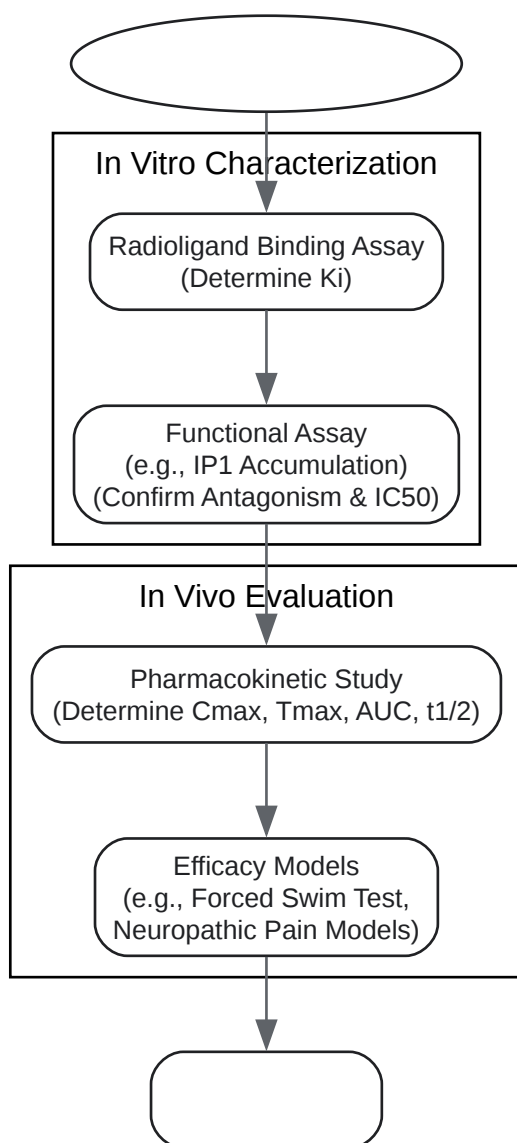 In Vitro Characterization
Radioligand Binding Assay
(Determine Ki)
Functional Assay
(e.g., IP1 Accumulation)
(Confirm Antagonism & IC50)
In Vivo Evaluation
Pharmacokinetic Study
(Determine Cmax, Tmax, AUC, t1/2)
Efficacy Models
(e.g., Forced Swim Test,
Neuropathic Pain Models)